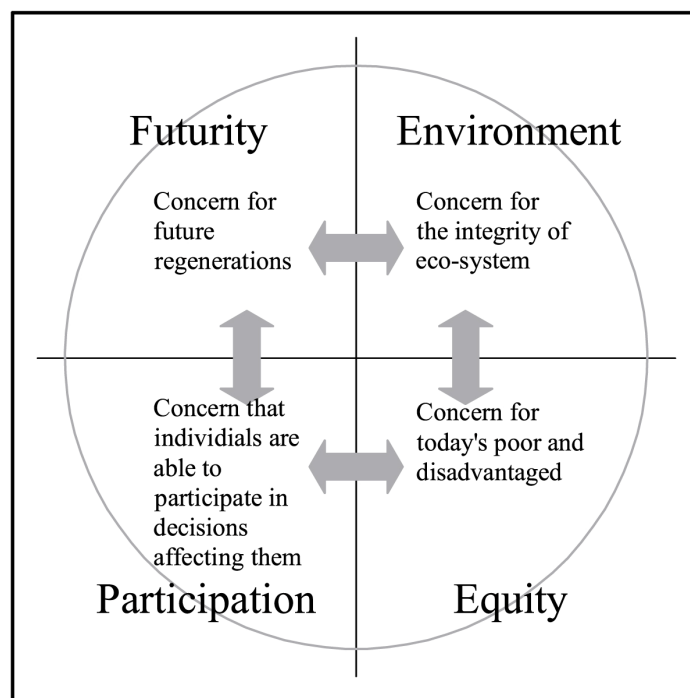 Futurity
Concern for
future
regenerations
Environment
Concern for
the integrity of
eco-system
Concern that
individials are
able to
participate in
decisions
affecting them
Participation
Concern for
today's poor and
disadvantaged
Equity